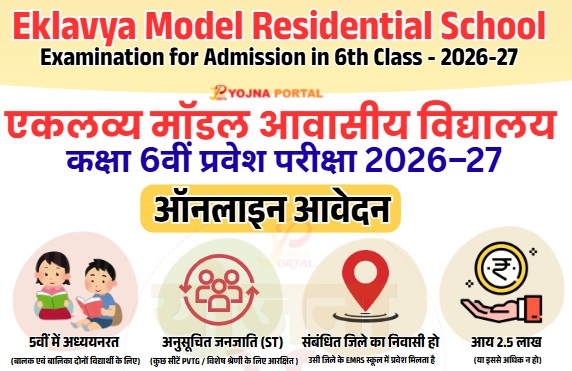 Eklavya Model Residential School
Examination for Admission in 6th Class - 2026-27
YOJNA PORTAL
एकलव्य मॉडल आवासीय विद्यालय
कक्षा 6वीं प्रवेश परीक्षा 2026-27
ऑनलाइन आवेदन
5वीं में अध्ययनरत
(बालक एवं बालिका दोनों विद्यार्थी के लिए)
अनुसूचित जनजाति (ST)
(कुछ सीटें PVTG / विशेष श्रेणी के लिए आरक्षित )
संबंधित जिले का निवासी हो
उसी जिले के EMRS स्कूल में प्रवेश मिलता है
आय 2.5 लाख
(या इससे अधिक न हो)